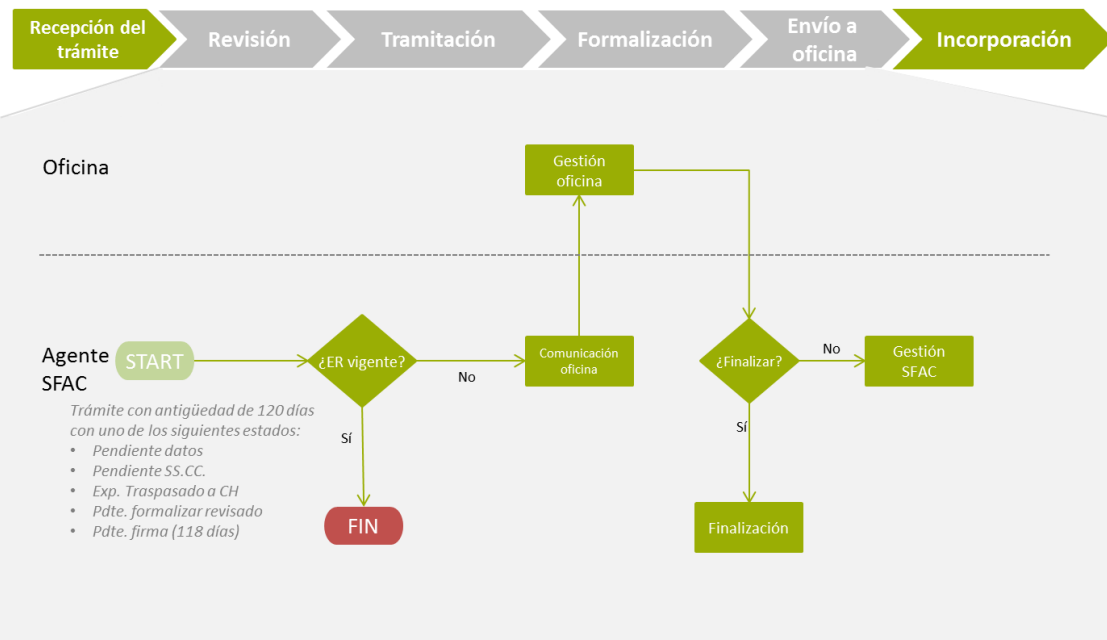 Recepción del
trámite
Revisión
Tramitación
Formalización
Envío a
oficina
Incorporación
Oficina
Gestión
oficina
Agente
SFAC
START
¿ER vigente?
No
Comunicación
oficina
¿Finalizar?
No
Gestión
SFAC
Trámite con antigüedad de 120 días
con uno de los siguientes estados:
• Pendiente datos
• Pendiente SS.CC.
• Exp. Traspasado a CH
• Pdte. formalizar revisado
• Pdte. firma (118 días)
Sí
FIN
Sí
Finalización